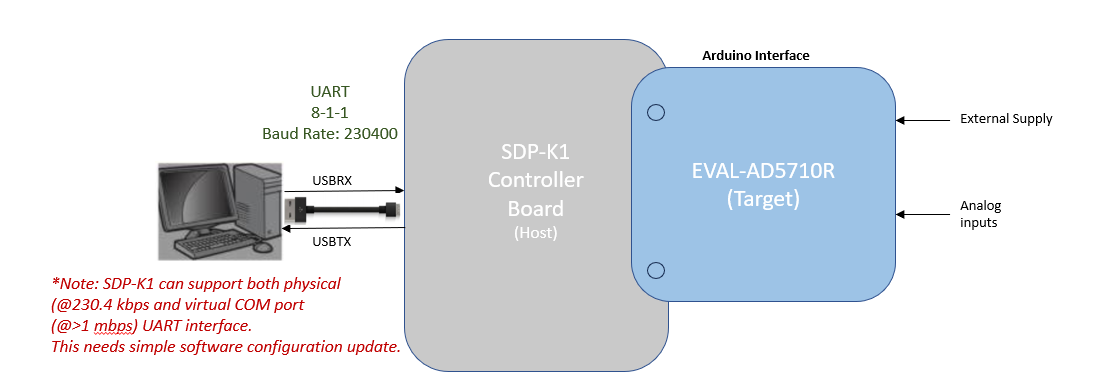 Arduino Interface
UART
8-1-1
Baud Rate: 230400
SDP-K1
Controller
Board
(Host)
EVAL-AD5710R
(Target)
External Supply
Analog
inputs
USBRX
USBTX
*Note: SDP-K1 can support both physical
(@230.4 kbps and virtual COM port
(@>1 mbps) UART interface.
This needs simple software configuration update.